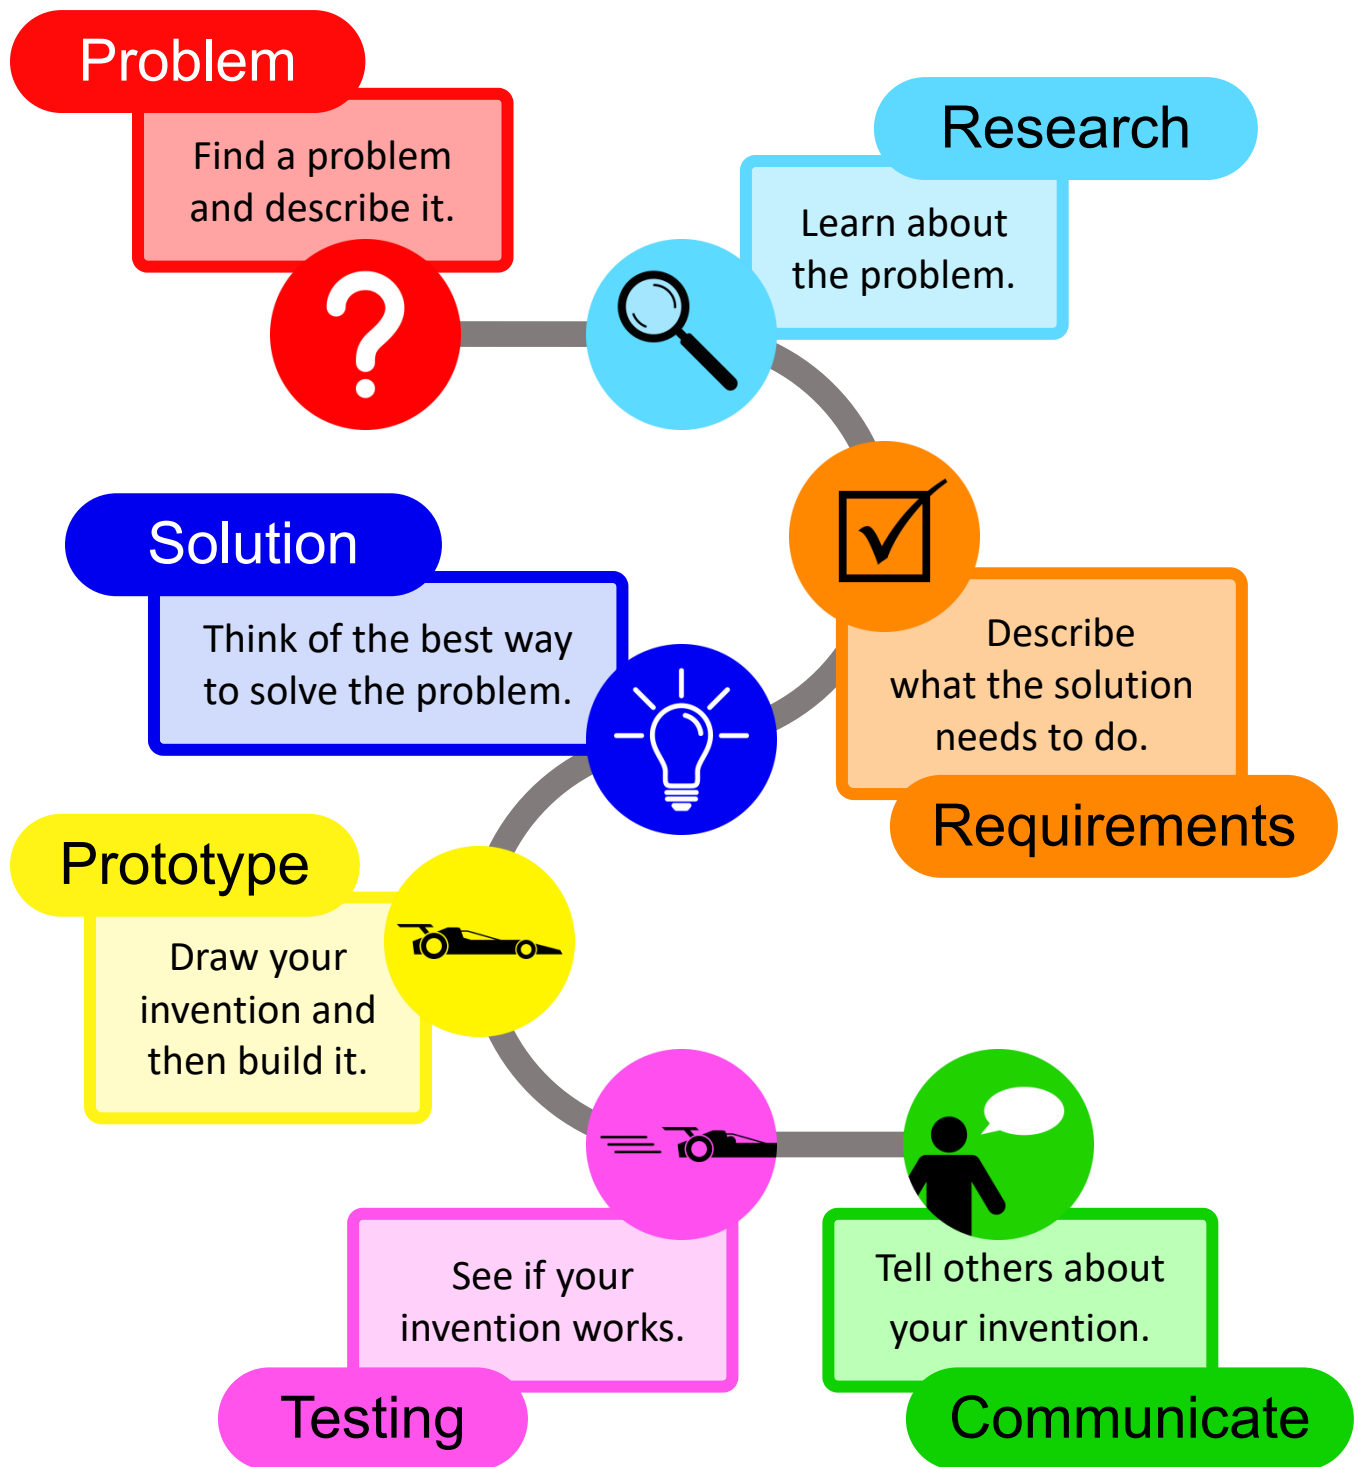 Problem
Find a problem
and describe it.
Research
Learn about
the problem.
Describe
what the solution
needs to do.
Requirements
Solution
Think of the best way
to solve the problem.
Prototype
Draw your
invention and
then build it.
See if your
invention works.
Testing
Tell others about
your invention.
Communicate